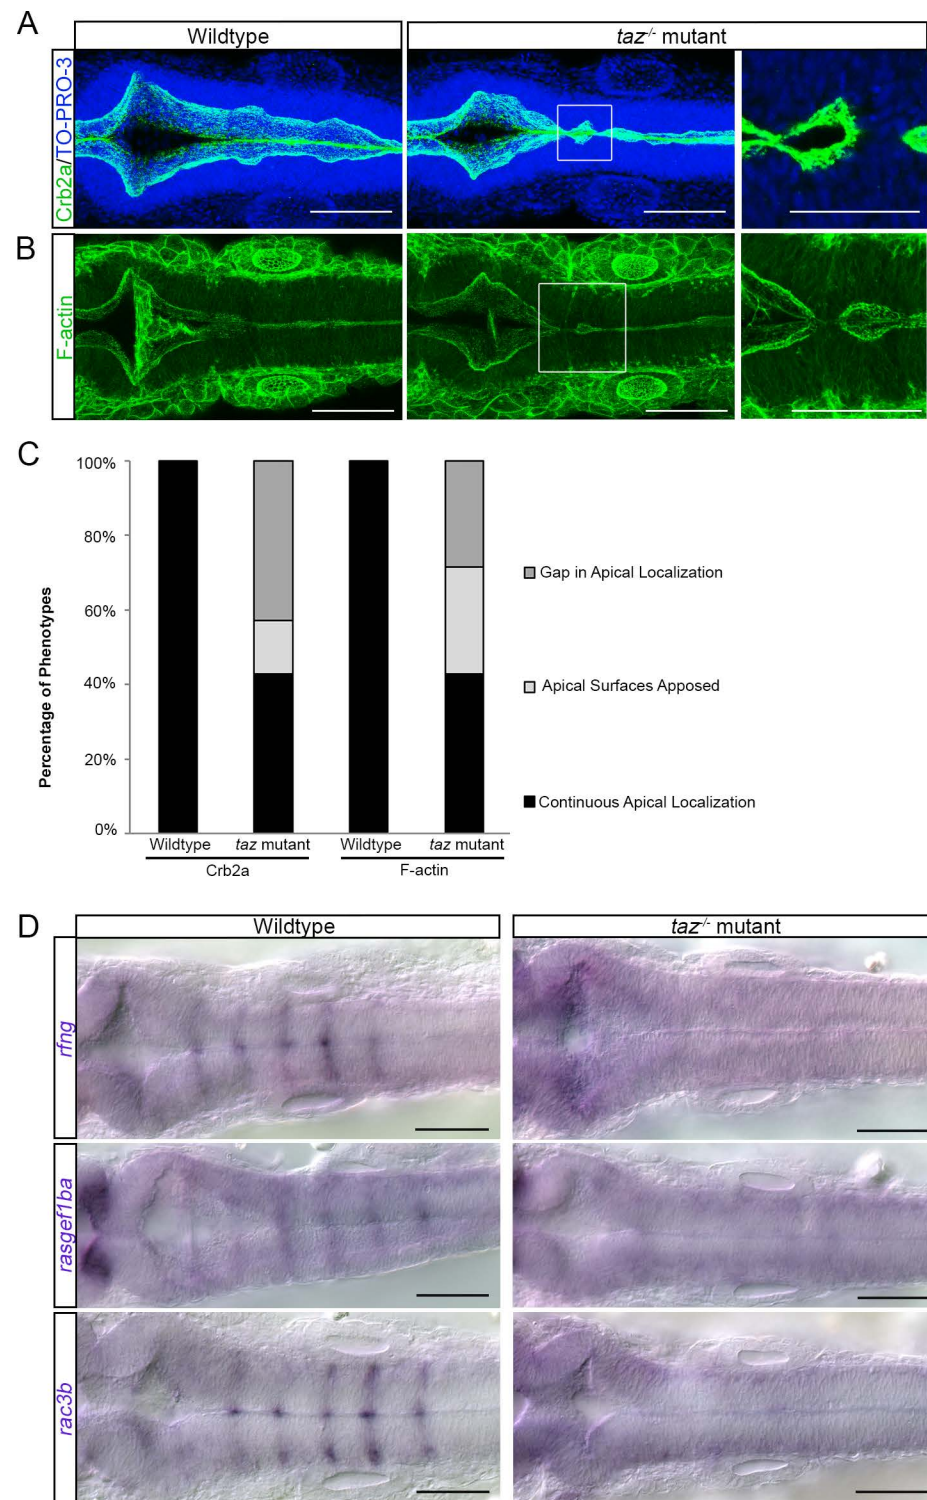 A
Wildtype
taz-/- mutant
Crb2a/TO-PRO-3
B
F-actin
C
100%
80%
60%
40%
20%
0%
Percentage of Phenotypes
Gap in Apical Localization
Apical Surfaces Apposed
Continuous Apical Localization
Wildtype taz mutant Wildtype taz mutant
Crb2a F-actin
D
Wildtype
taz-/- mutant
rfng
rasgef1ba
rac3b